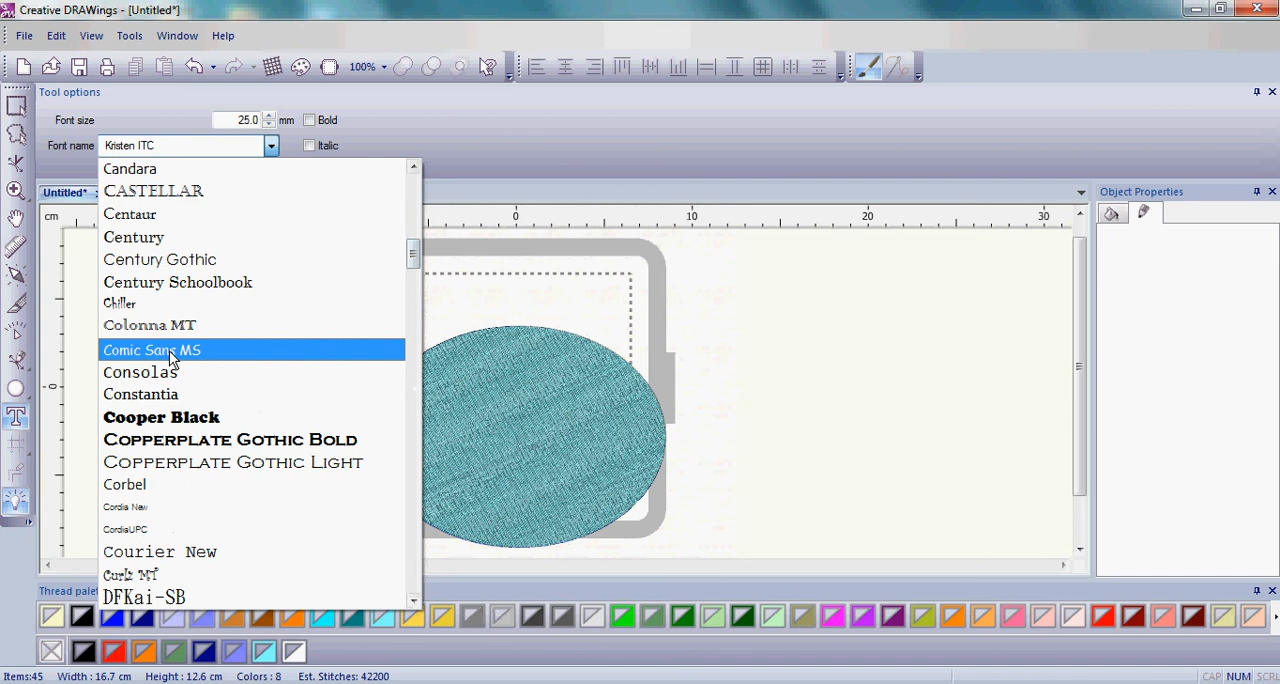 Creative DRAWings - [Untitled*]
File Edit View Tools Window Help
100%
Tool options
Font size 25.0 mm Bold
Font name Kristen ITC Italic
Candara
CASTELLAR
Centaur
Century
Century Gothic
Century Schoolbook
Chiller
Colonna MT
Comic Sans MS
Consolas
Constantia
Cooper Black
Copperplate Gothic Bold
Copperplate Gothic Light
Corbel
Cordia New
CordiaUPC
Courier New
Curlz MT
DFKai-SB
Untitled*
Object Properties
cm 0 10 20 30
0
Thread palet
Items:45 Width : 16.7 cm Height : 12.6 cm Colors : 8 Est. Stitches: 42200 CAP NUM SCRL